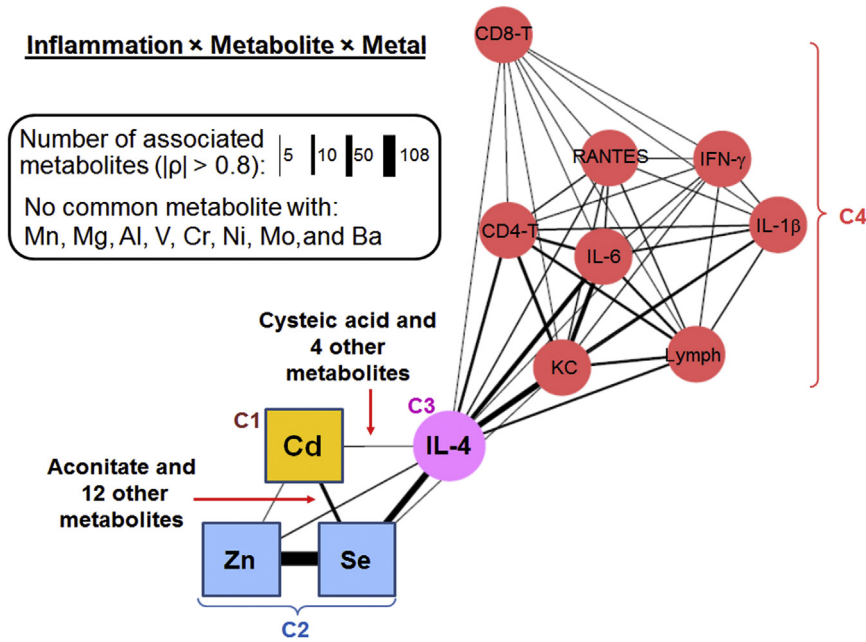 Inflammation × Metabolite × Metal
Number of associated
metabolites (|ρ| > 0.8): 5 10 50 108
No common metabolite with:
Mn, Mg, Al, V, Cr, Ni, Mo, and Ba
CD8-T
RANTES
IFN-γ
CD4-T
IL-6
IL-1β
C4
KC
Lymph
Cysteic acid and
4 other
metabolites
C3
IL-4
C1
Cd
Aconitate and
12 other
metabolites
Zn
Se
C2